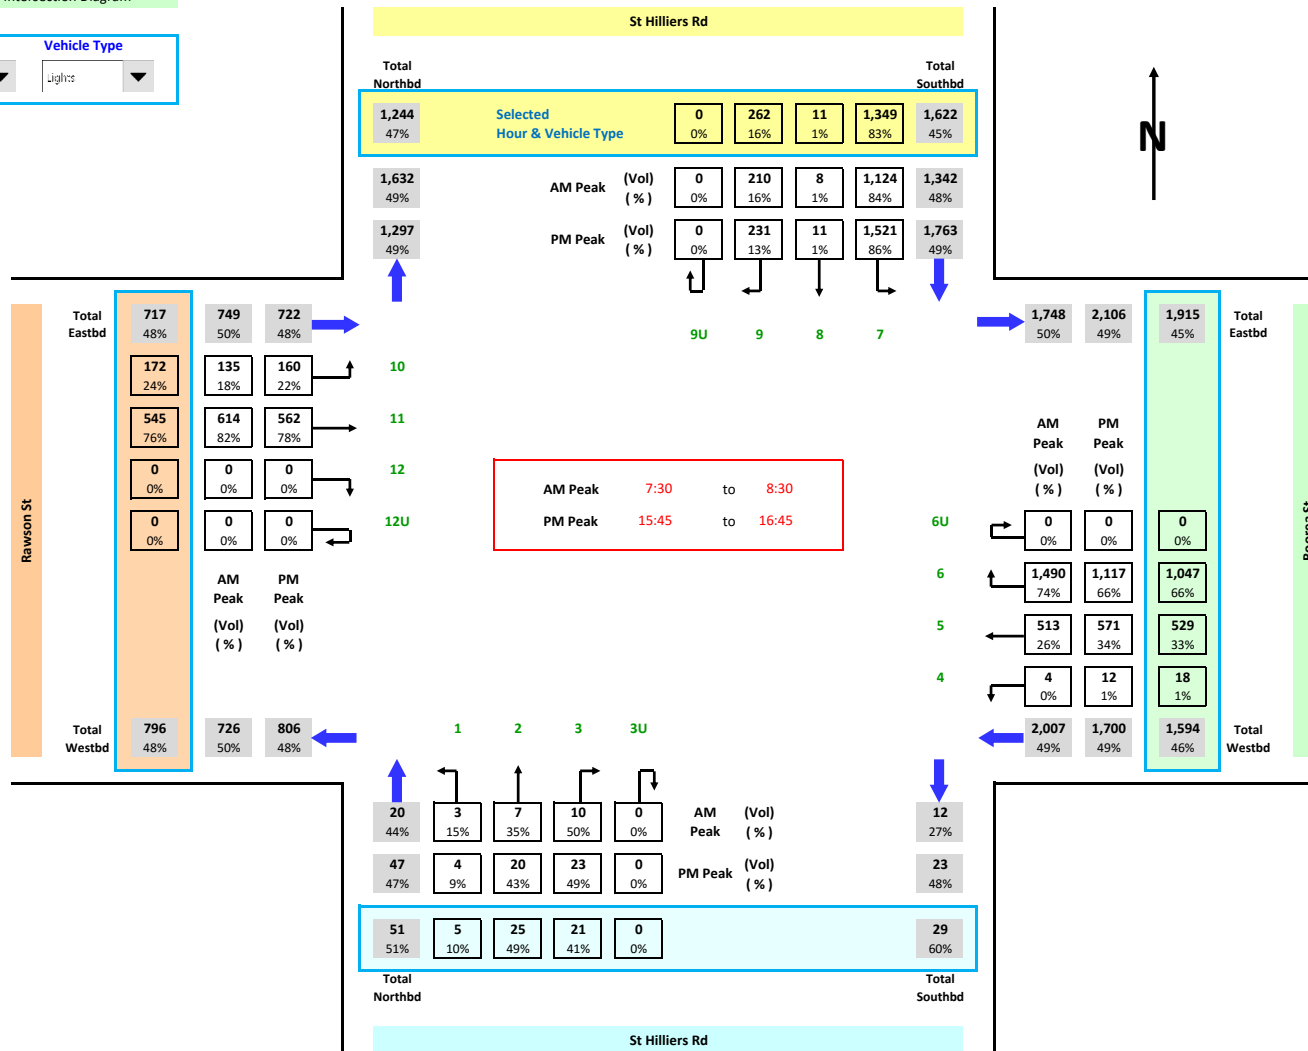 Intersection Diagram
St Hilliers Rd
Vehicle Type
Lights
Total
Northbd
Total
Southbd
1,244
47%
Selected
Hour & Vehicle Type
0
0%
262
16%
11
1%
1,349
83%
1,622
45%
N
1,632
49%
AM Peak
(Vol)
( % )
0
0%
210
16%
8
1%
1,124
84%
1,342
48%
1,297
49%
PM Peak
(Vol)
( % )
0
0%
231
13%
11
1%
1,521
86%
1,763
49%
Total
Eastbd
717
48%
749
50%
722
48%
9U
9
8
7
1,748
50%
2,106
49%
1,915
45%
Total
Eastbd
172
24%
135
18%
160
22%
10
545
76%
614
82%
562
78%
11
0
0%
0
0%
0
0%
12
0
0%
0
0%
0
0%
12U
AM
Peak
(Vol)
( % )
PM
Peak
(Vol)
( % )
Rawson St
AM Peak
7:30
to
8:30
PM Peak
15:45
to
16:45
AM
Peak
(Vol)
( % )
PM
Peak
(Vol)
( % )
6U
0
0%
0
0%
0
0%
6
1,490
74%
1,117
66%
1,047
66%
5
513
26%
571
34%
529
33%
4
4
0%
12
1%
18
1%
Total
Westbd
796
48%
726
50%
806
48%
1
2
3
3U
2,007
49%
1,700
49%
1,594
46%
Total
Westbd
20
44%
3
15%
7
35%
10
50%
0
0%
AM
Peak
(Vol)
( % )
12
27%
47
47%
4
9%
20
43%
23
49%
0
0%
PM Peak
(Vol)
( % )
23
48%
51
51%
5
10%
25
49%
21
41%
0
0%
29
60%
Total
Northbd
Total
Southbd
St Hilliers Rd